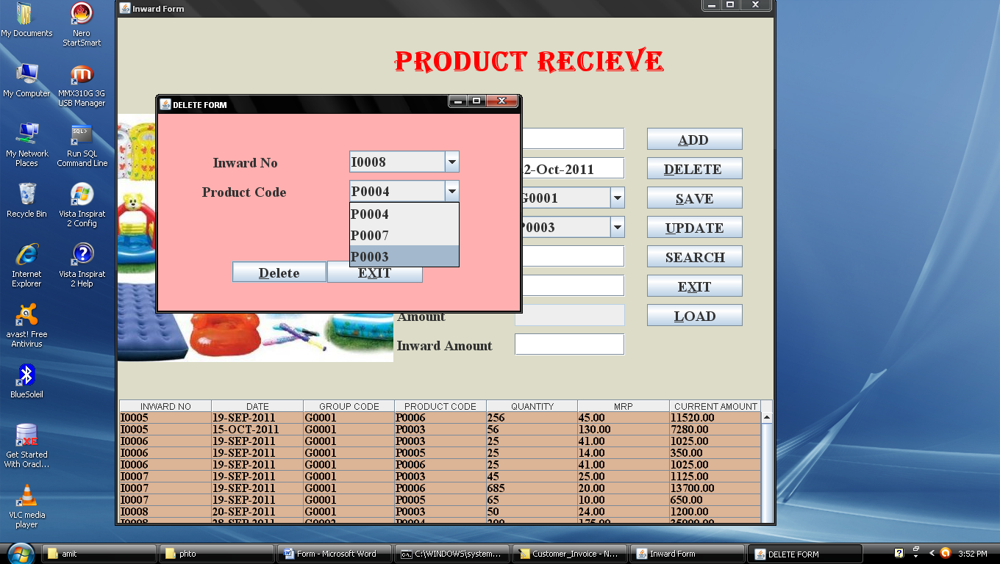 My Documents
Nero
StartSmart
My Computer
MMX310G 3G
USB Manager
My Network
Places
SQL>
Run SQL
Command Line
Recycle Bin
Vista Inspirat
2 Config
Internet
Explorer
Vista Inspirat
2 Help
avast! Free
Antivirus
BlueSoleil
XE
Get Started
With Oracl...
VLC media
player
Inward Form
PRODUCT RECIEVE
DELETE FORM
Inward No
I0008
Product Code
P0004
P0004
P0007
P0003
Delete
EXIT
2-Oct-2011
G0001
P0003
Amount
Inward Amount
ADD
DELETE
SAVE
UPDATE
SEARCH
EXIT
LOAD
INWARD NO DATE GROUP CODE PRODUCT CODE QUANTITY MRP CURRENT AMOUNT
I0005 19-SEP-2011 G0001 P0006 256 45.00 11520.00
I0005 15-OCT-2011 G0001 P0003 56 130.00 7280.00
I0006 19-SEP-2011 G0001 P0003 25 41.00 1025.00
I0006 19-SEP-2011 G0001 P0005 25 14.00 350.00
I0006 19-SEP-2011 G0001 P0006 25 41.00 1025.00
I0007 19-SEP-2011 G0001 P0003 45 25.00 1125.00
I0007 19-SEP-2011 G0001 P0006 685 20.00 13700.00
I0007 19-SEP-2011 G0001 P0005 65 10.00 650.00
I0008 20-SEP-2011 G0001 P0003 50 24.00 1200.00
amit
phto
Form - Microsoft Word
C:\WINDOWS\system...
Customer_Invoice - N...
Inward Form
DELETE FORM
3:52 PM